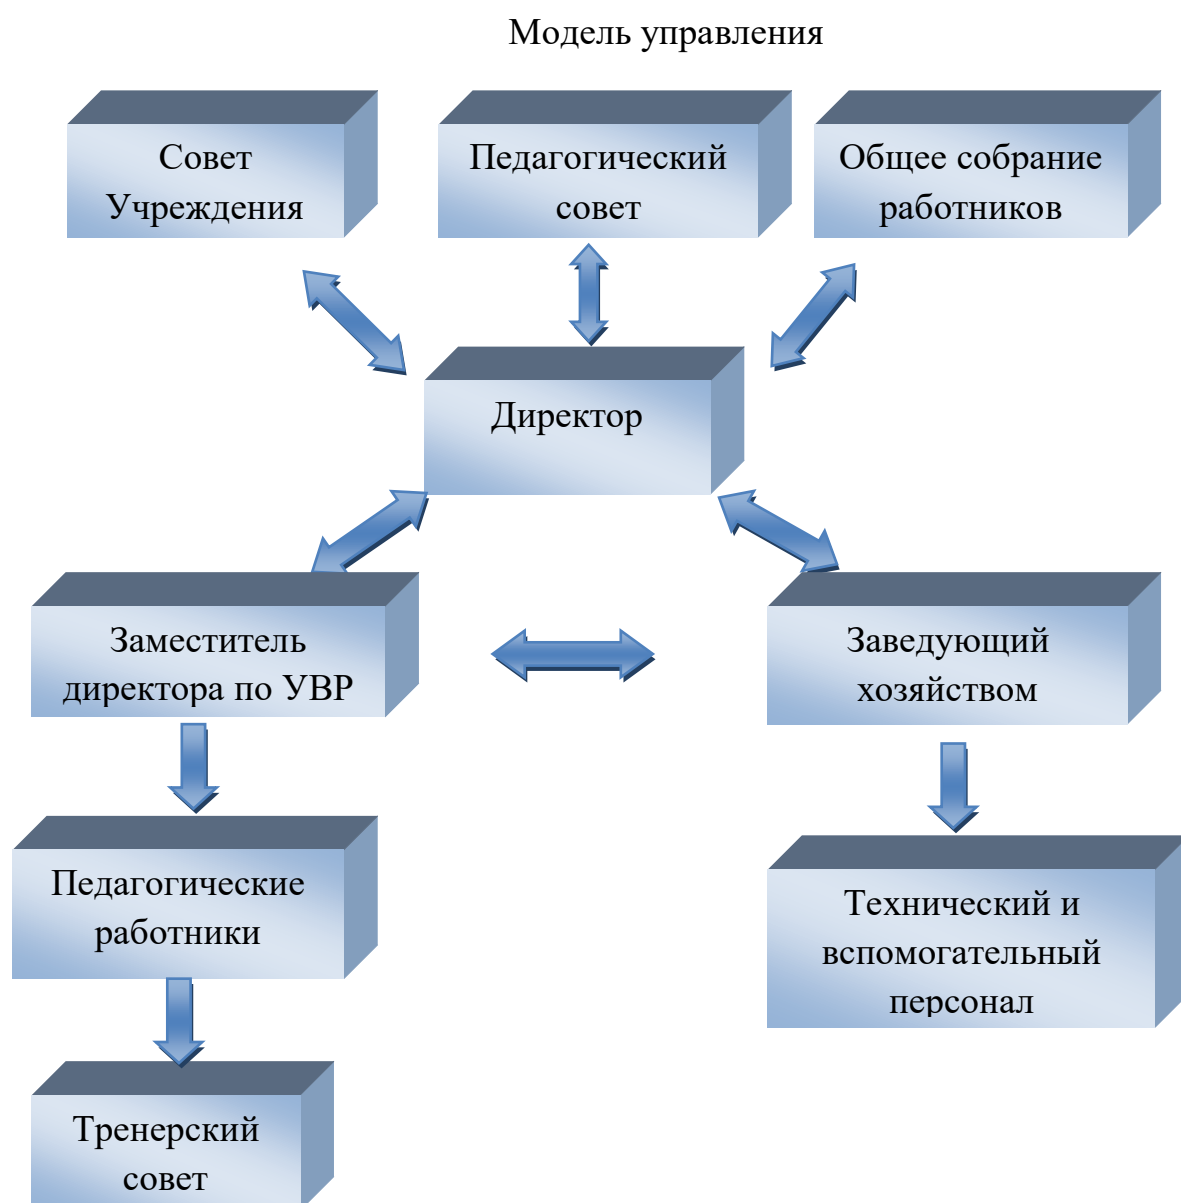 Модель управления
Совет
Учреждения
Педагогический
совет
Общее собрание
работников
Директор
Заместитель
директора по УВР
Заведующий
хозяйством
Педагогические
работники
Технический и
вспомогательный
персонал
Тренерский
совет